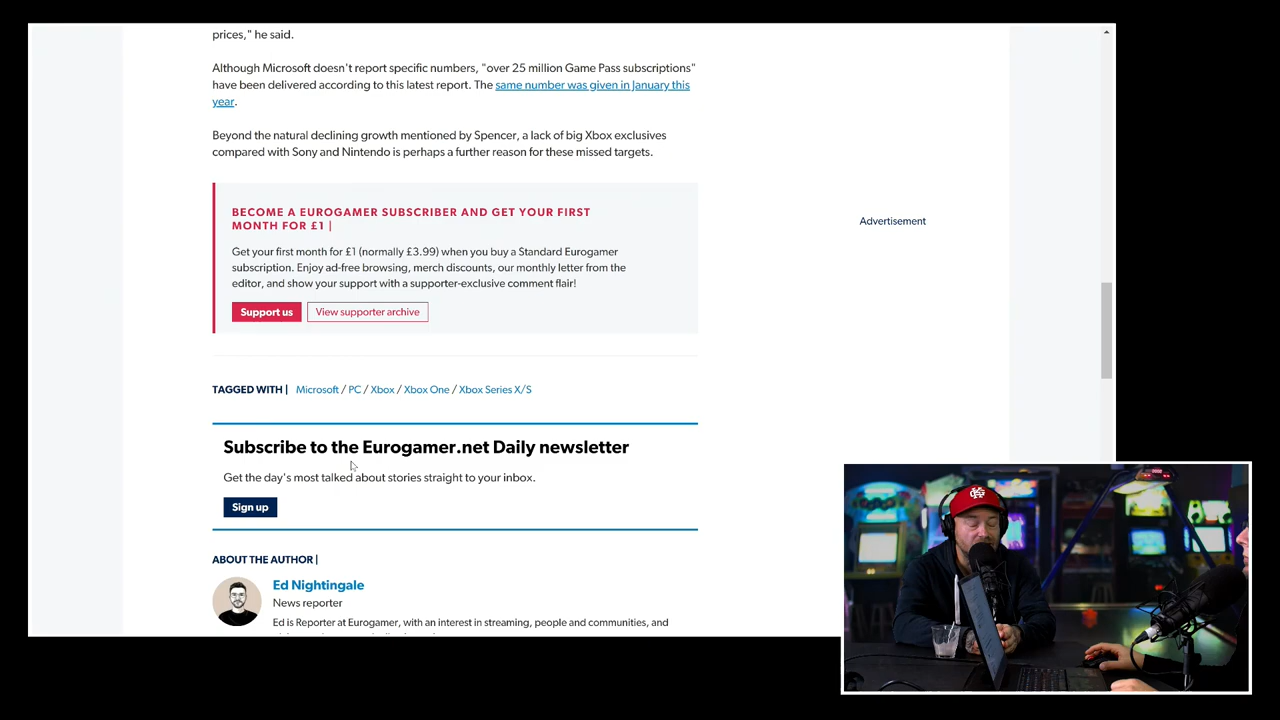 prices," he said.
Although Microsoft doesn't report specific numbers, "over 25 million Game Pass subscriptions"
have been delivered according to this latest report. The same number was given in January this
year.
Beyond the natural declining growth mentioned by Spencer, a lack of big Xbox exclusives
compared with Sony and Nintendo is perhaps a further reason for these missed targets.
Advertisement
BECOME A EUROGAMER SUBSCRIBER AND GET YOUR FIRST
MONTH FOR £1 |
Get your first month for £1 (normally £3.99) when you buy a Standard Eurogamer
subscription. Enjoy ad-free browsing, merch discounts, our monthly letter from the
editor, and show your support with a supporter-exclusive comment flair!
Support us View supporter archive
TAGGED WITH | Microsoft / PC / Xbox / Xbox One / Xbox Series X/S
Subscribe to the Eurogamer.net Daily newsletter
Get the day's most talked about stories straight to your inbox.
Sign up
ABOUT THE AUTHOR |
Ed Nightingale
News reporter
Ed is Reporter at Eurogamer, with an interest in streaming, people and communities, and